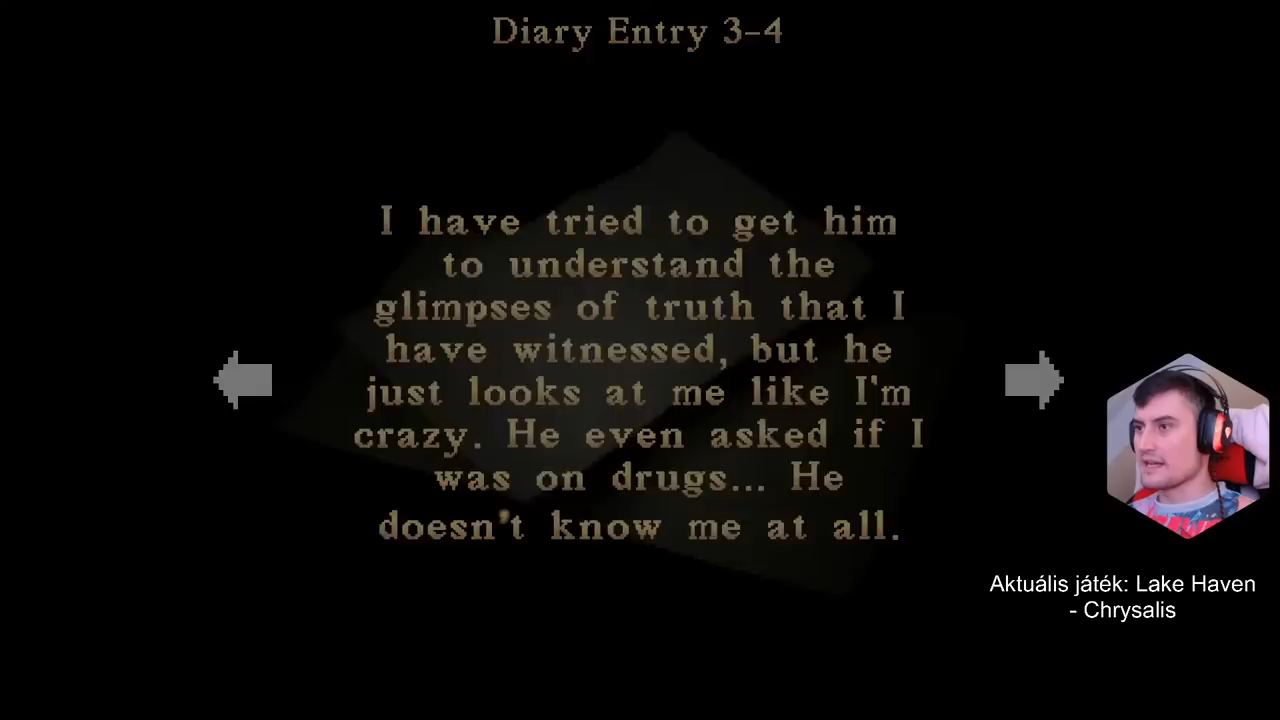 Diary Entry 3-4
I have tried to get him
to understand the
glimpses of truth that I
have witnessed, but he
just looks at me like I'm
crazy. He even asked if I
was on drugs... He
doesn't know me at all.
Aktuális játék: Lake Haven
- Chrysalis